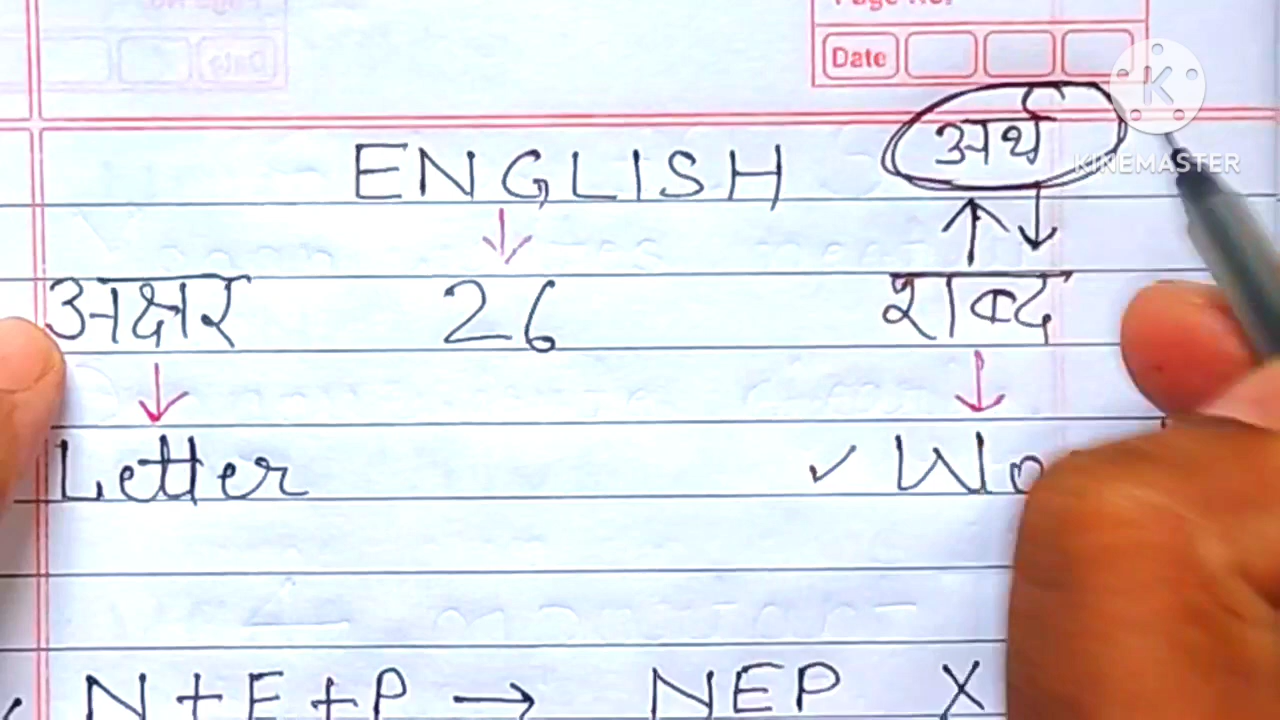 Date
अर्थ
KINEMASTER
ENGLISH
अक्षर 26 शब्द
Letter ✓ Wo
N + E + P → NEP X